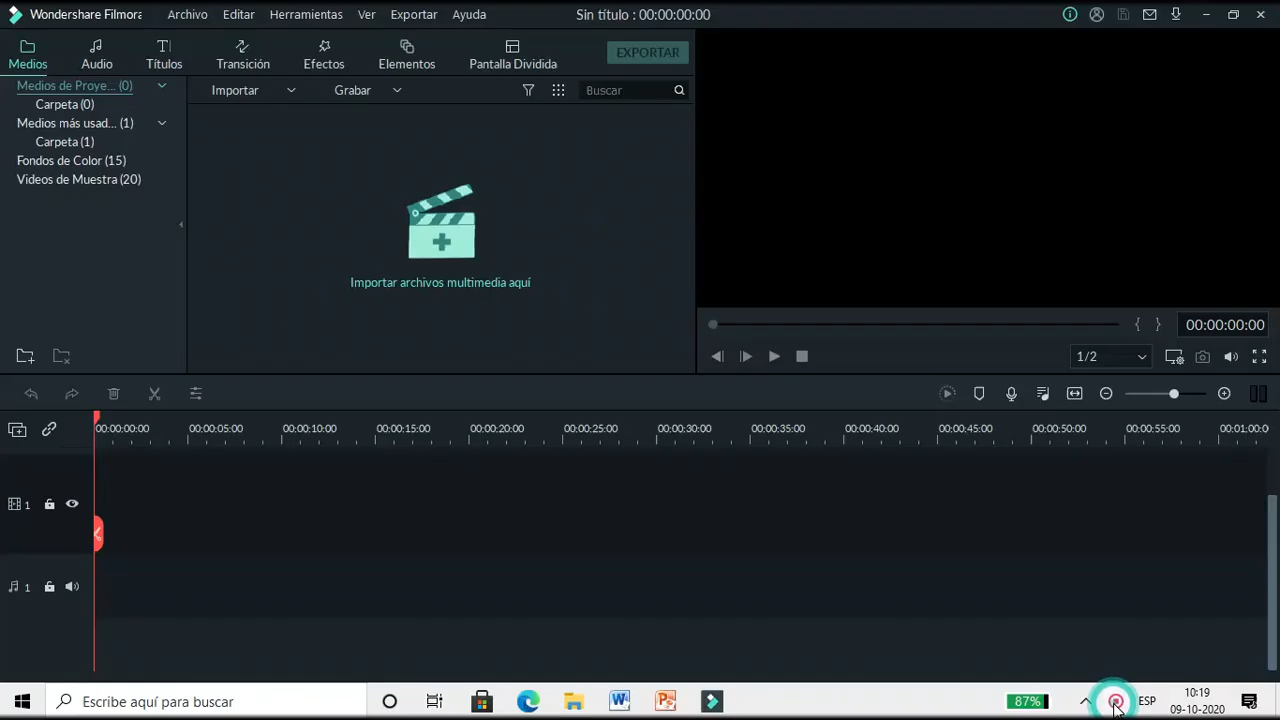 Wondershare Filmora Archivo Editar Herramientas Ver Exportar Ayuda Sin título : 00:00:00:00
Medios Audio Títulos Transición Efectos Elementos Pantalla Dividida EXPORTAR
Medios de Proye... (0)
Importar Grabar Buscar
Carpeta (0)
Medios más usad... (1)
Carpeta (1)
Fondos de Color (15)
Videos de Muestra (20)
Importar archivos multimedia aquí
00:00:00:00
1/2
00:00:00:00 00:00:05:00 00:00:10:00 00:00:15:00 00:00:20:00 00:00:25:00 00:00:30:00 00:00:35:00 00:00:40:00 00:00:45:00 00:00:50:00 00:00:55:00 00:01:00:0
1
1
Escribe aquí para buscar 87% ESP 10:19
09-10-2020